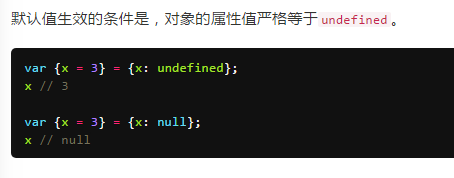 默认值生效的条件是，对象的属性值严格等于undefined。
var {x = 3} = {x: undefined};
x // 3
var {x = 3} = {x: null};
x // null